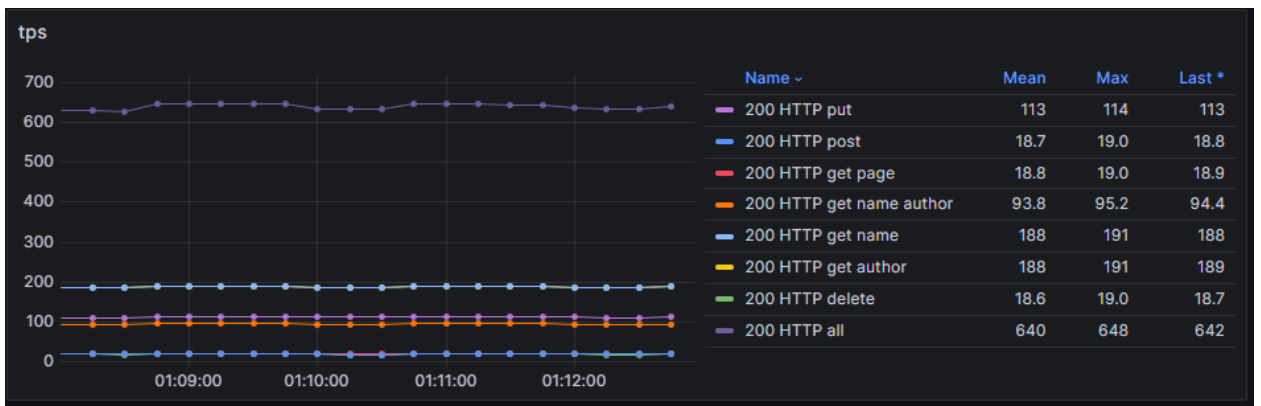 tps
700
600
500
400
300
200
100
0
01:09:00 01:10:00 01:11:00 01:12:00
Name Mean Max Last *
200 HTTP put 113 114 113
200 HTTP post 18.7 19.0 18.8
200 HTTP get page 18.8 19.0 18.9
200 HTTP get name author 93.8 95.2 94.4
200 HTTP get name 188 191 188
200 HTTP get author 188 191 189
200 HTTP delete 18.6 19.0 18.7
200 HTTP all 640 648 642